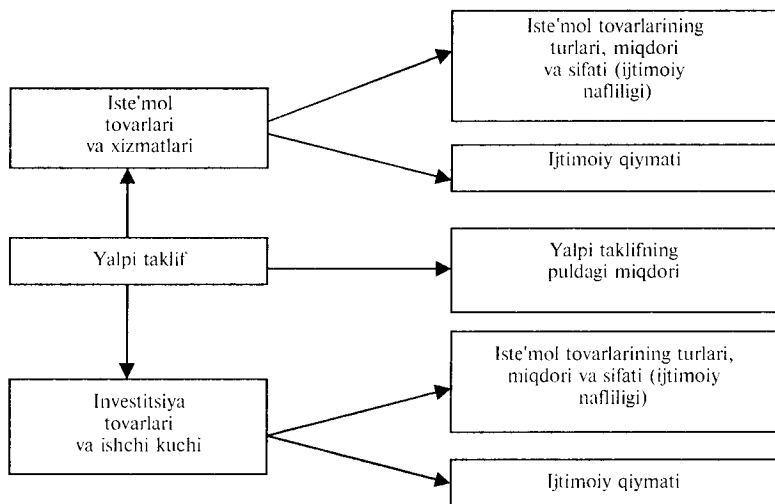 Iste'mol
tovarlari
va xizmatlari
Iste'mol tovarlarining
turlari, miqdori
va sifati (ijtimoiy
nafliligi)
Ijtimoiy qiymati
Yalpi taklif
Yalpi taklifning
puldagi miqdori
Investitsiya
tovarlari
va ishchi kuchi
Iste'mol tovarlarining turlari,
miqdori va sifati (ijtimoiy
nafliligi)
Ijtimoiy qiymati